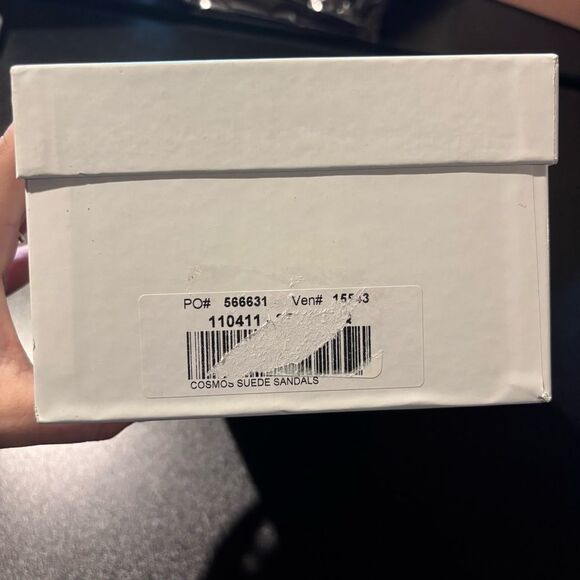 PO# 566631 Ven#
110411
COSMOS SUEDE SANDALS